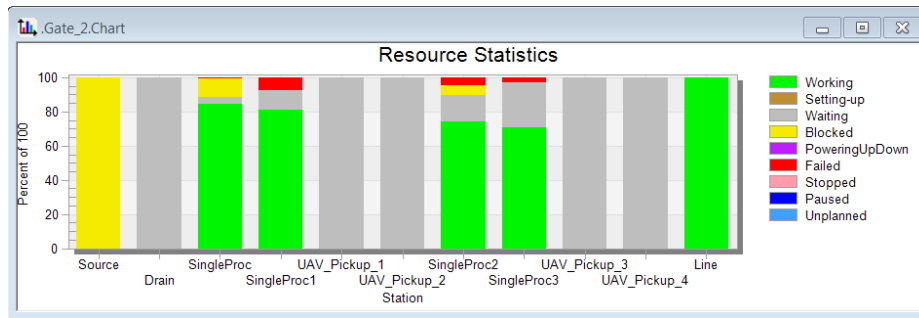 .Gate_2.Chart
Resource Statistics
Percent of 100
100
80
60
40
20
0
Source
Drain
SingleProc
SingleProc1
UAV_Pickup_1
UAV_Pickup_2
SingleProc2
SingleProc3
UAV_Pickup_3
UAV_Pickup_4
Line
Station
Working
Setting-up
Waiting
Blocked
PoweringUpDown
Failed
Stopped
Paused
Unplanned